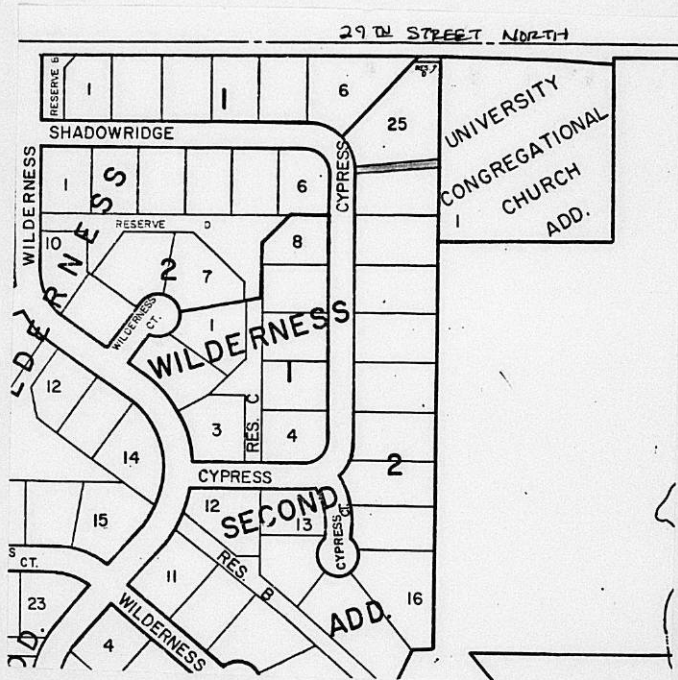 29TH STREET NORTH
RESERVE B
1
1
6
25
RES.
UNIVERSITY
CONGREGATIONAL
CHURCH
ADD.
1
SHADOWRIDGE
CYPRESS
WILDERNESS
1
6
RESERVE D
10
2
7
8
WILDERNESS
CT.
1
WILDERNESS
DERNESS
1
12
3
RES. C
4
14
CYPRESS
2
12
SECOND
13
CYPRESS CT.
15
S
CT.
RES. B
11
23
WILDERNESS
ADD.
16
4
D.